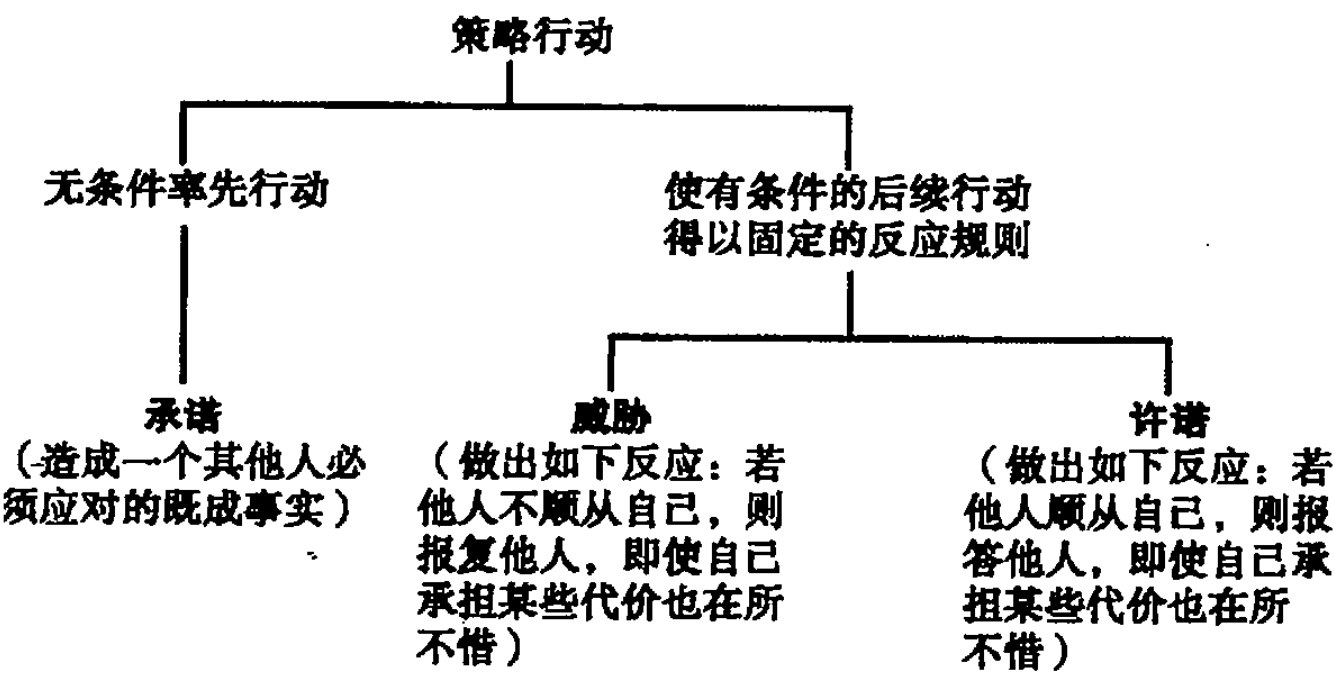 策略行动
无条件率先行动
使有条件的后续行动
得以固定的反应规则
承诺
（造成一个其他人必
须应对的既成事实）
威胁
（做出如下反应：若
他人不顺从自己，则
报复他人，即使自己
承担某些代价也在所
不惜）
许诺
（做出如下反应：若
他人顺从自己，则报
答他人，即使自己承
担某些代价也在所
不惜）